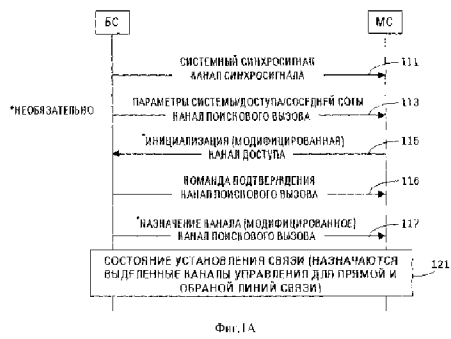 БС МС
СИСТЕМНЫЙ СИНХРОСИГНАЛ
КАНАЛ СИНХРОСИГНАЛА
111
*НЕОБЯЗАТЕЛЬНО
ПАРАМЕТРЫ СИСТЕМЫ/ДОСТУПА/СОСЕДНЕЙ СОТЫ
КАНАЛ ПОИСКОВОГО ВЫЗОВА
113
*ИНИЦИАЛИЗАЦИЯ (МОДИФИЦИРОВАННАЯ)
КАНАЛ ДОСТУПА
115
КОМАНДА ПОДТВЕРЖДЕНИЯ
КАНАЛ ПОИСКОВОГО ВЫЗОВА
116
*НАЗНАЧЕНИЕ КАНАЛА (МОДИФИЦИРОВАННОЕ)
КАНАЛ ПОИСКОВОГО ВЫЗОВА
117
СОСТОЯНИЕ УСТАНОВЛЕНИЯ СВЯЗИ (НАЗНАЧАЮТСЯ
ВЫДЕЛЕННЫЕ КАНАЛЫ УПРАВЛЕНИЯ ДЛЯ ПРЯМОЙ И
ОБРАНОЙ ЛИНИЙ СВЯЗИ)
121
Фиг.1А